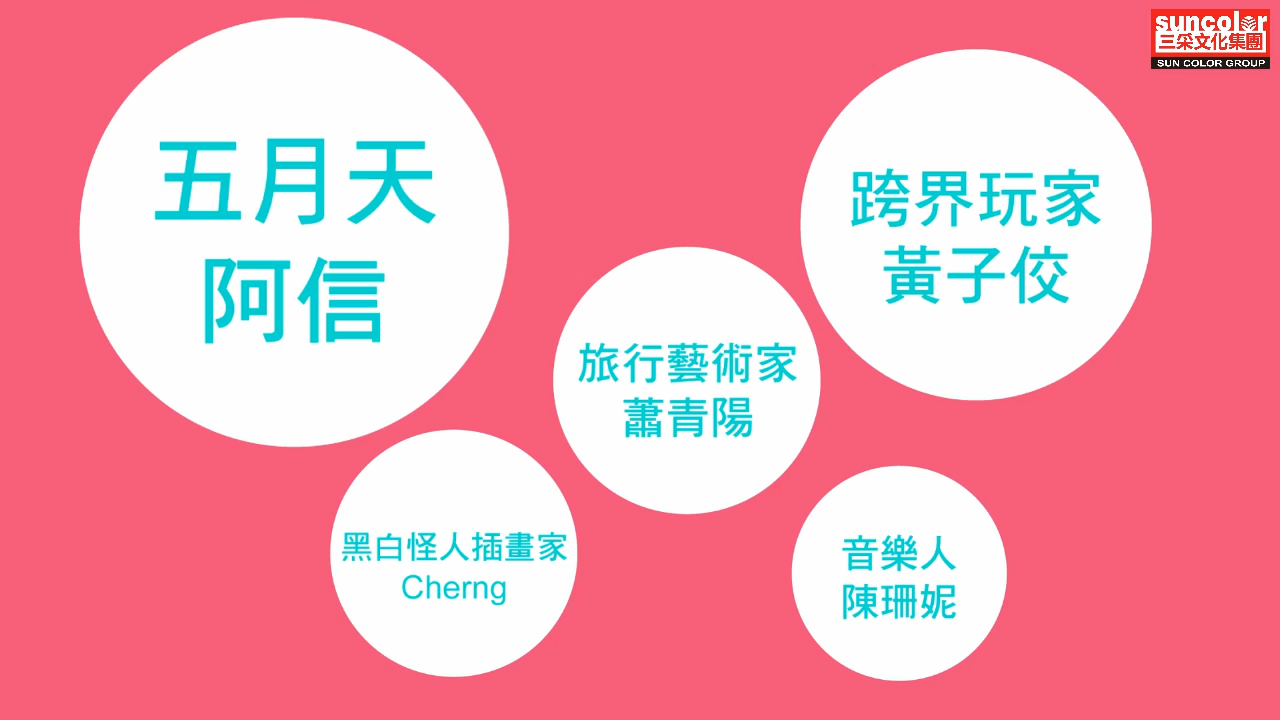 suncolor
三采文化集團
SUN COLOR GROUP
五月天
阿信
跨界玩家
黃子佼
旅行藝術家
蕭青陽
黑白怪人插畫家
Cherng
音樂人
陳珊妮